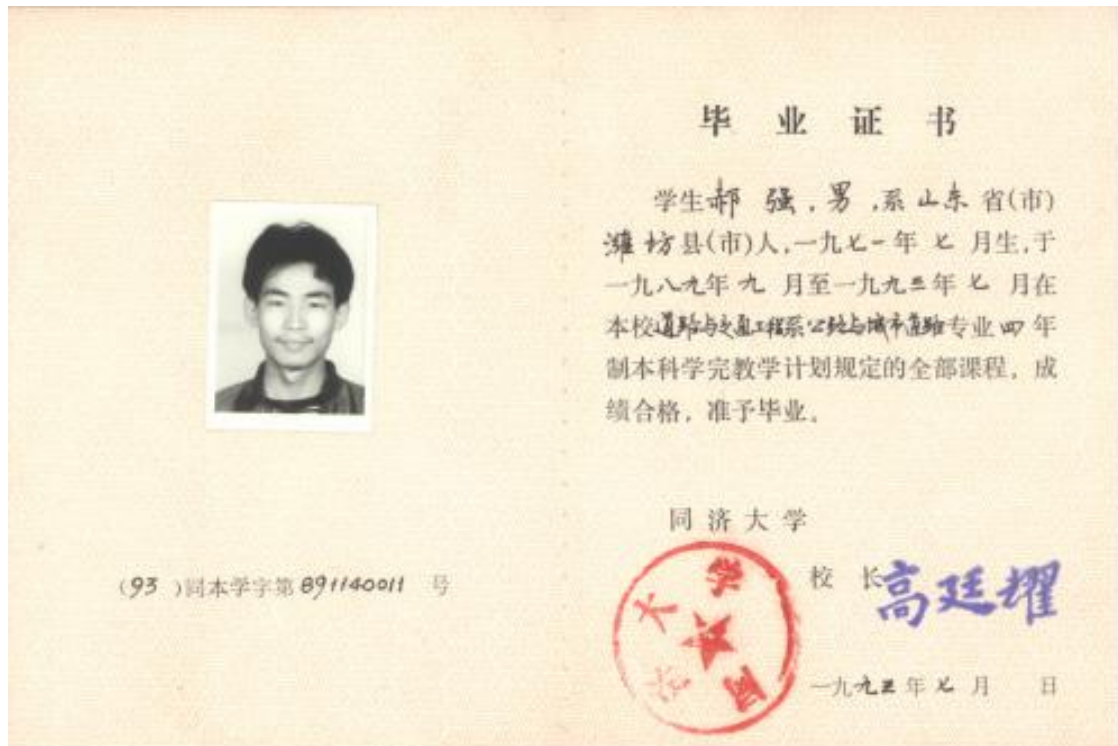 (93)同本学字第891140011 号
毕业证书
学生郝强,男,系山东省(市)
潍坊县(市)人,一九七一年七月生,于
一九八九年九月至一九九三年七月在
本校道路与交通工程系公路与城市道路专业四年
制本科学完教学计划规定的全部课程,成
绩合格,准予毕业。
同济大学
校长高廷耀
同济大学
一九九三年七月 日